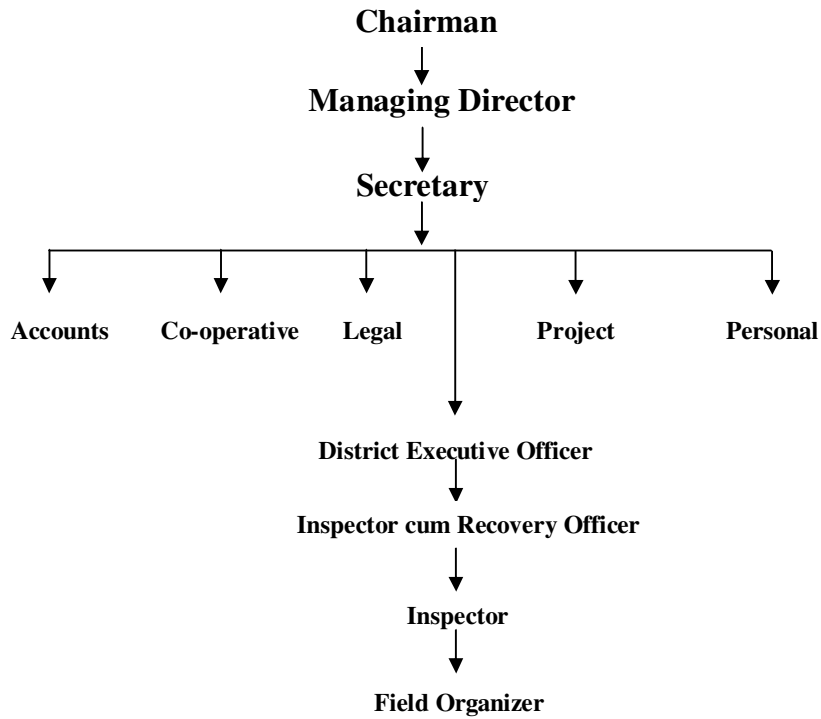 Chairman
Managing Director
Secretary
Accounts Co-operative Legal Project Personal
District Executive Officer
Inspector cum Recovery Officer
Inspector
Field Organizer